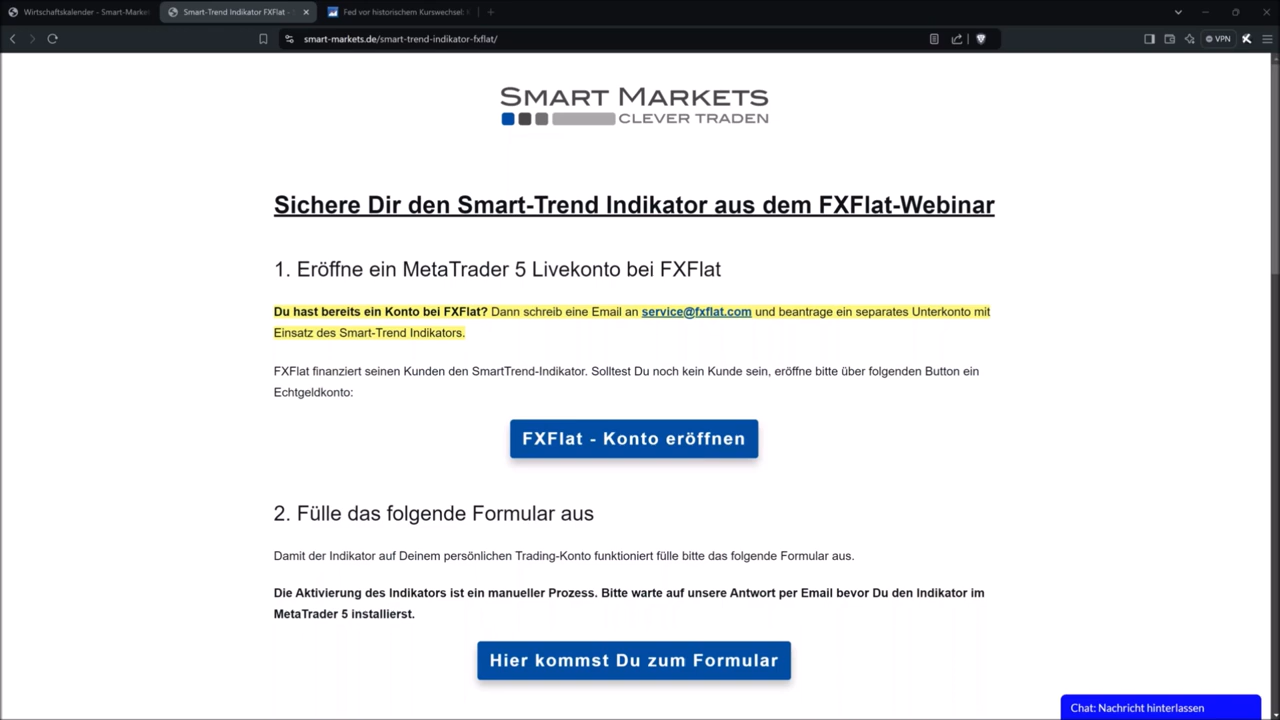 Wirtschaftskalender - Smart-Market
Smart-Trend Indikator FXFlat -
Fed vor historischem Kurswechsel:
smart-markets.de/smart-trend-indikator-fxflat/
VPN
SMART MARKETS
CLEVER TRADEN
Sichere Dir den Smart-Trend Indikator aus dem FXFlat-Webinar
1. Eröffne ein MetaTrader 5 Livekonto bei FXFlat
Du hast bereits ein Konto bei FXFlat? Dann schreib eine Email an service@fxflat.com und beantrage ein separates Unterkonto mit
Einsatz des Smart-Trend Indikators.
FXFlat finanziert seinen Kunden den SmartTrend-Indikator. Solltest Du noch kein Kunde sein, eröffne bitte über folgenden Button ein
Echtgeldkonto:
FXFlat - Konto eröffnen
2. Fülle das folgende Formular aus
Damit der Indikator auf Deinem persönlichen Trading-Konto funktioniert fülle bitte das folgende Formular aus.
Die Aktivierung des Indikators ist ein manueller Prozess. Bitte warte auf unsere Antwort per Email bevor Du den Indikator im
MetaTrader 5 installierst.
Hier kommst Du zum Formular
Chat: Nachricht hinterlassen